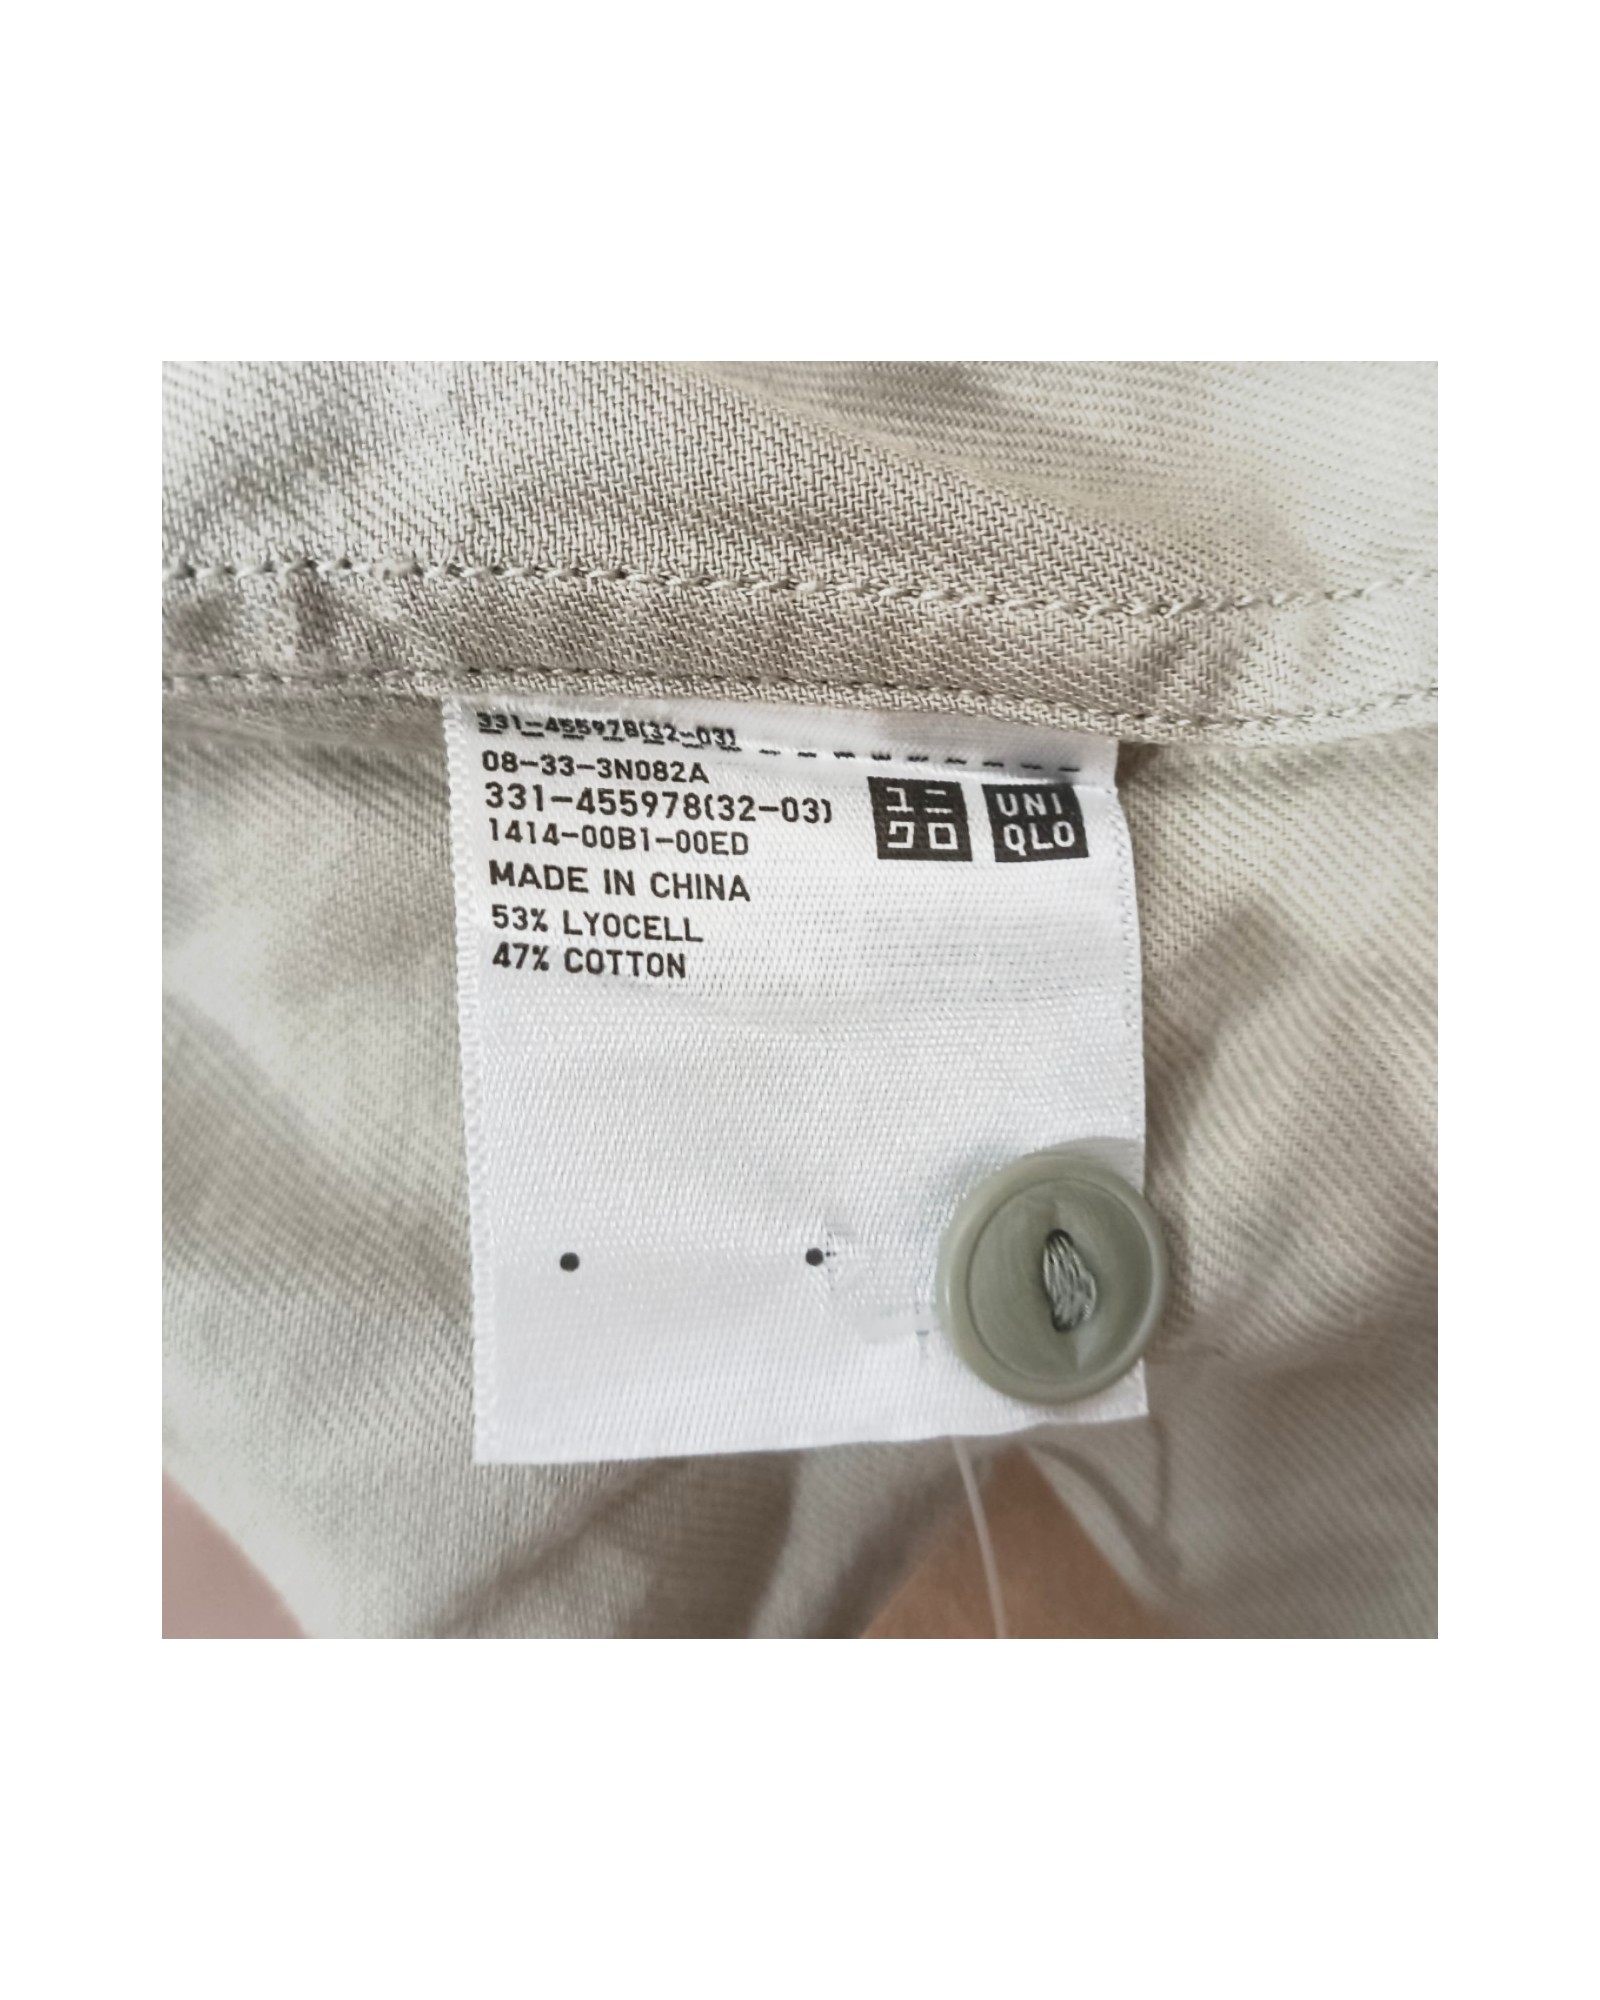 331-455978(32-03)
08-33-3N082A
331-455978(32-03)
1414-00B1-00ED
MADE IN CHINA
53% LYOCELL
47% COTTON
ユニ
クロ
UNI
QLO